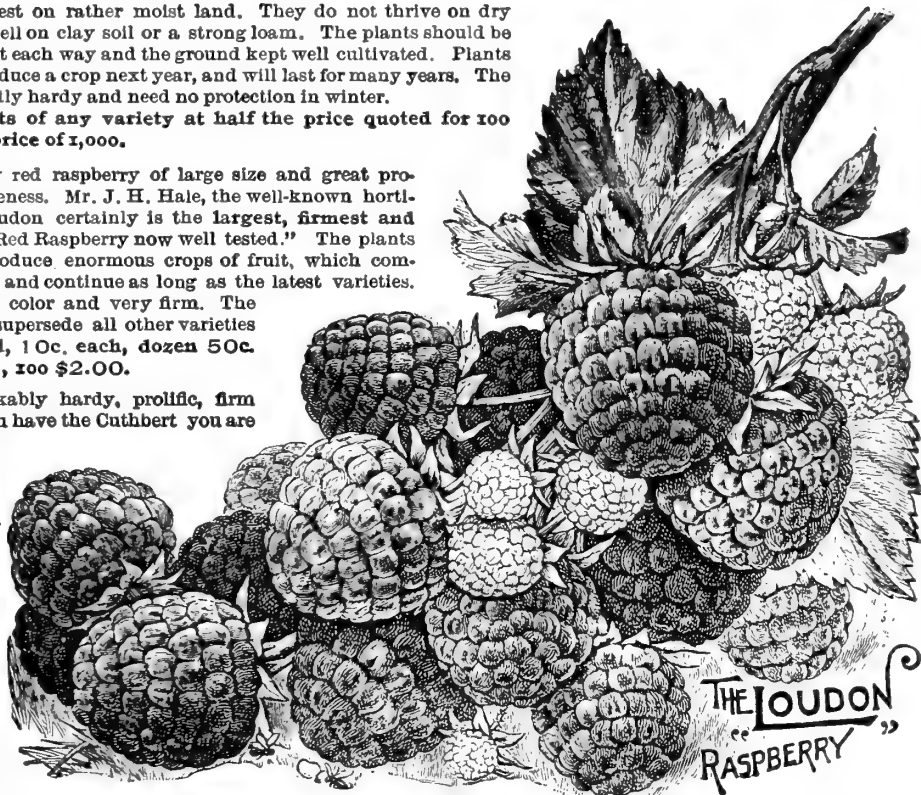 est on rather moist land. They do not thrive on dry
ell on clay soil or a strong loam. The plants should be
t each way and the ground kept well cultivated. Plants
duce a crop next year, and will last for many years. The
lly hardy and need no protection in winter.
ts of any variety at half the price quoted for 100
price of 1,000.
red raspberry of large size and great pro-
eness. Mr. J. H. Hale, the well-known horti-
udon certainly is the largest, firmest and
Red Raspberry now well tested." The plants
oduce enormous crops of fruit, which com-
and continue as long as the latest varieties.
color and very firm. The
supersede all other varieties
l, 10c. each, dozen 50c.
, 100 $2.00.
kably hardy, prolific, firm
h have the Cuthbert you are
THE LOUDON
" RASPBERRY "